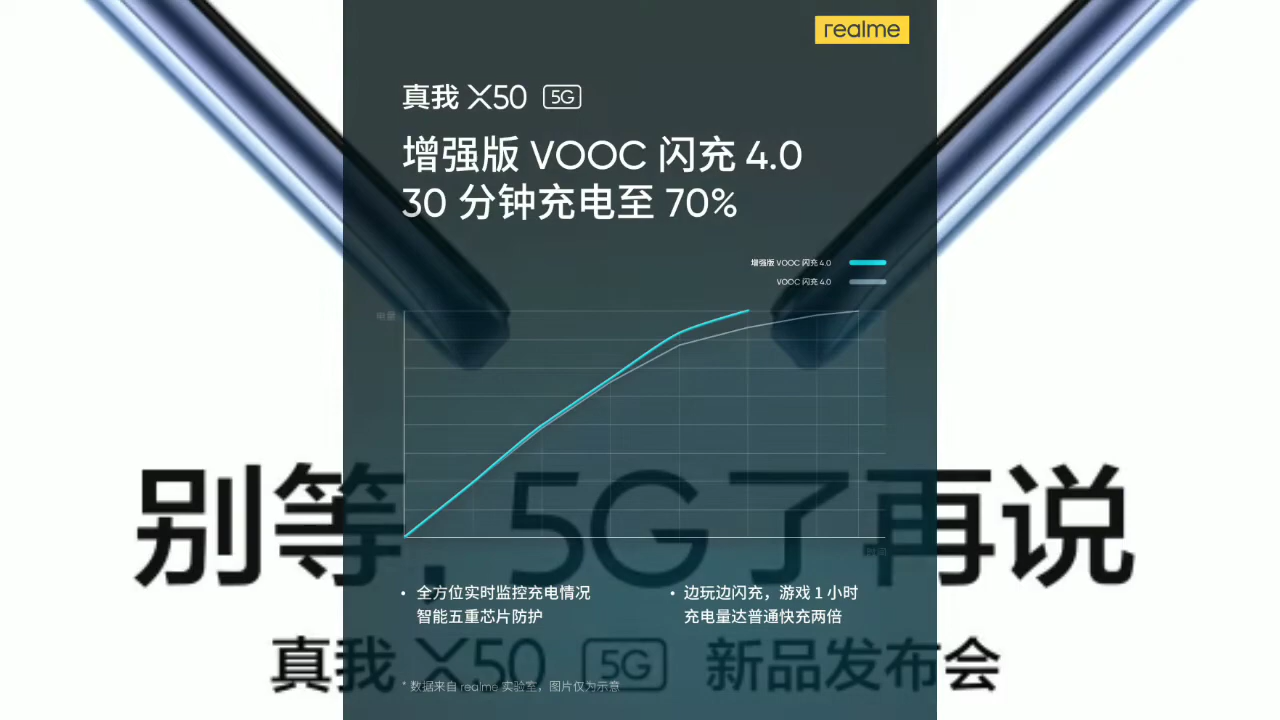 realme
真我 X50 5G
增强版 VOOC 闪充 4.0
30 分钟充电至 70%
增强版 VOOC 闪充 4.0
VOOC 闪充 4.0
电量
时间
别等，5G了再说
• 全方位实时监控充电情况
智能五重芯片防护
• 边玩边闪充，游戏 1 小时
充电量达普通快充两倍
真我 X50 5G 新品发布会
* 数据来自 realme 实验室，图片仅为示意